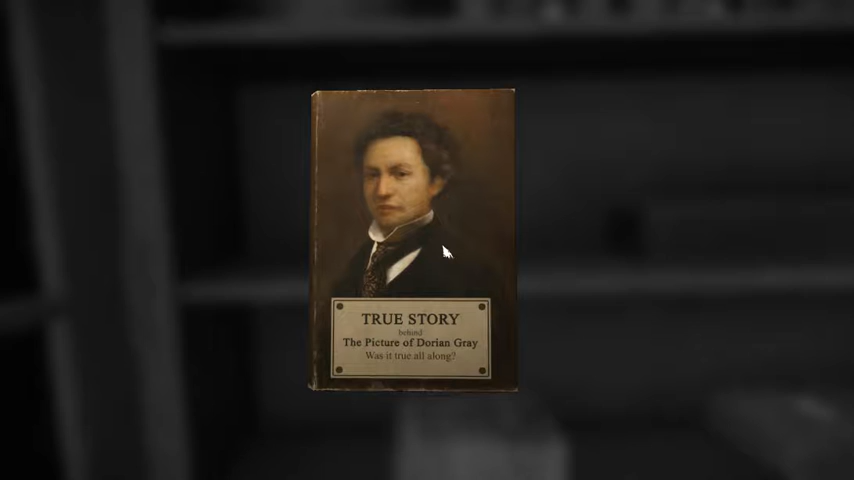 TRUE STORY
behind
The Picture of Dorian Gray
Was it true all along?